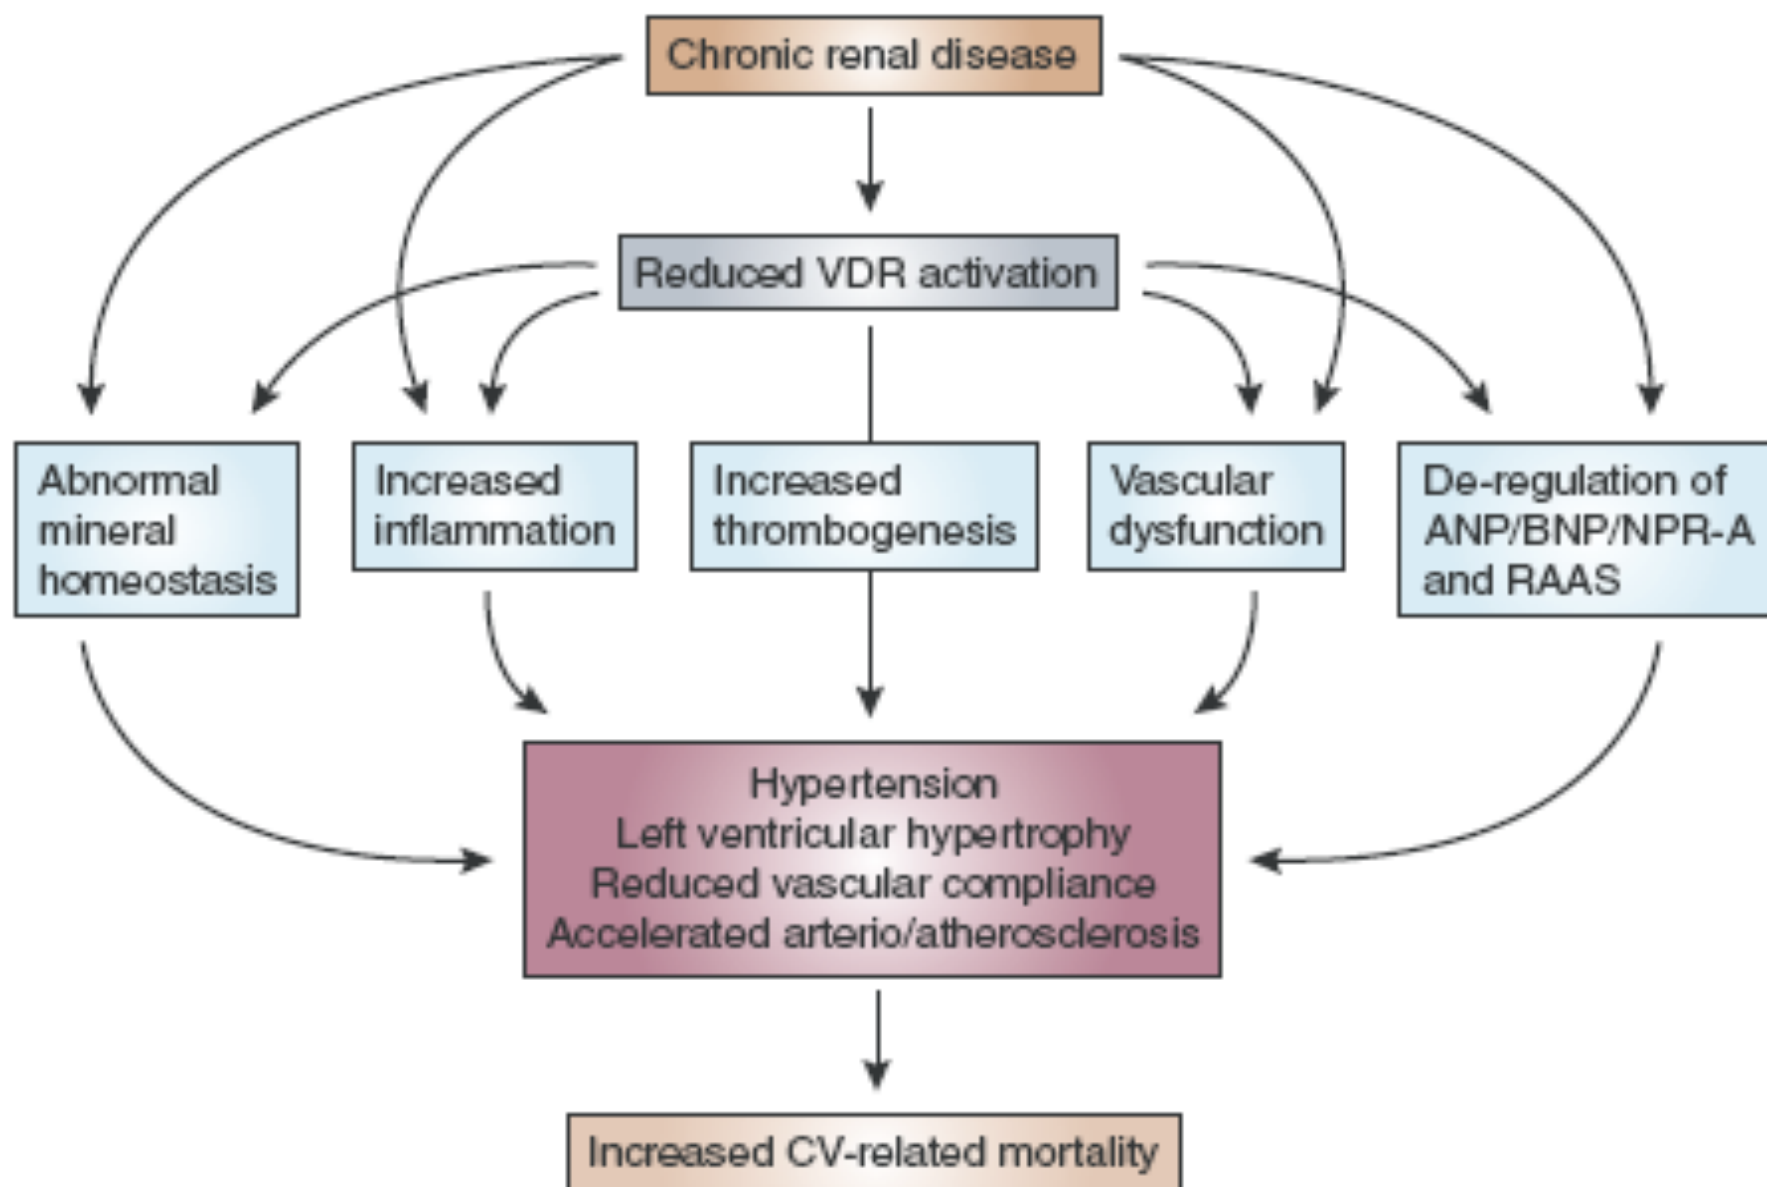 Chronic renal disease
Reduced VDR activation
Abnormal
mineral
homeostasis
Increased
inflammation
Increased
thrombogenesis
Vascular
dysfunction
De-regulation of
ANP/BNP/NPR-A
and RAAS
Hypertension
Left ventricular hypertrophy
Reduced vascular compliance
Accelerated arterio/atherosclerosis
Increased CV-related mortality